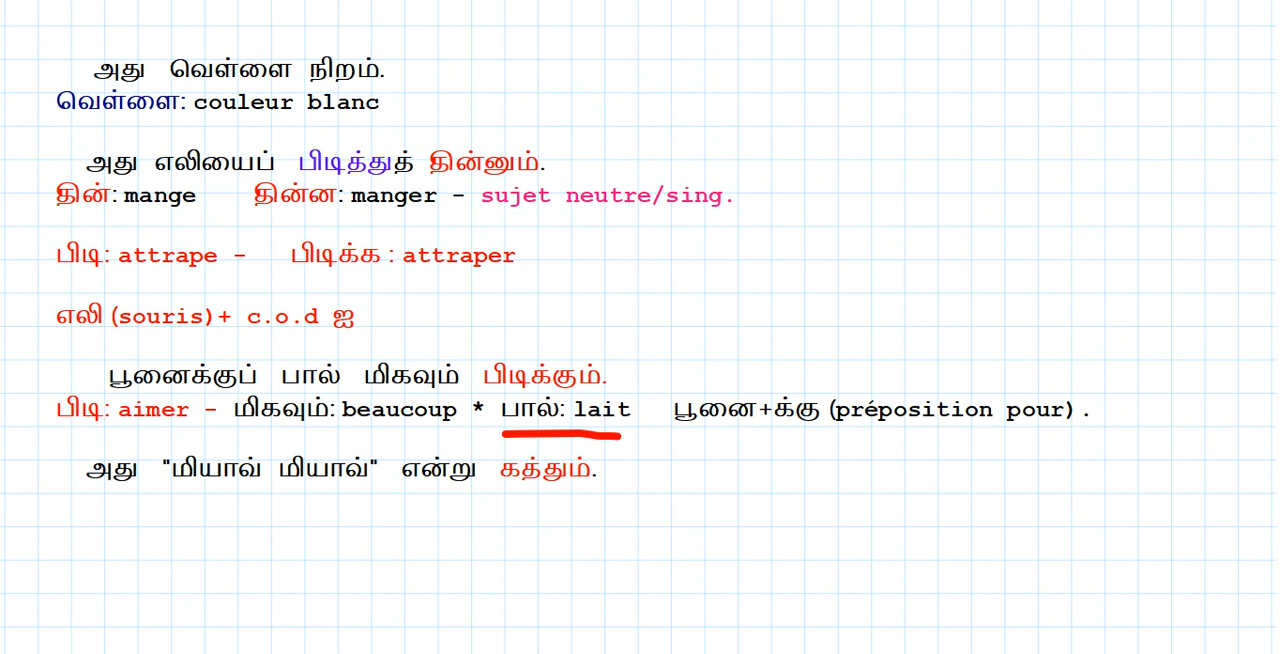 அது வெள்ளை நிறம்.
வெள்ளை: couleur blanc
அது எலியைப் பிடித்துத் தின்னும்.
தின்: mange தின்ன: manger - sujet neutre/sing.
பிடி: attrape - பிடிக்க : attraper
எலி (souris)+ c.o.d ஐ
பூனைக்குப் பால் மிகவும் பிடிக்கும்.
பிடி: aimer - மிகவும்: beaucoup * பால்: lait பூனை+க்கு (préposition pour).
அது "மியாவ் மியாவ்" என்று கத்தும்.